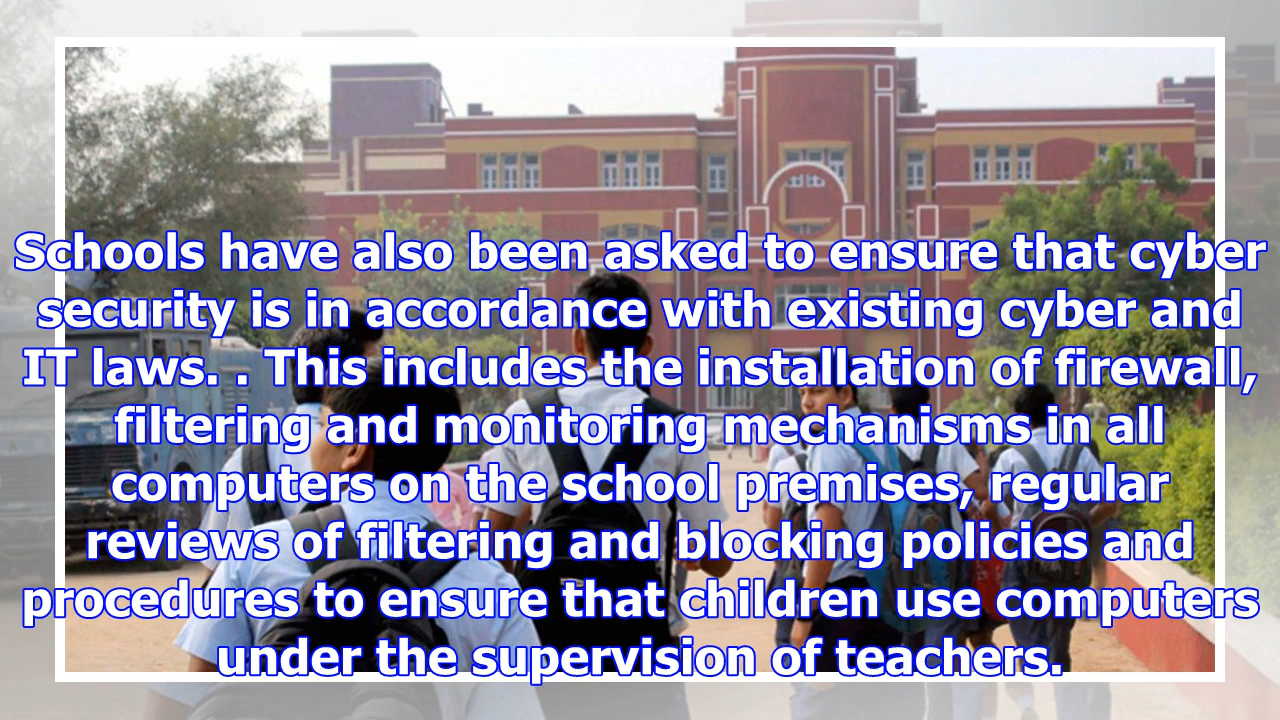 Schools have also been asked to ensure that cyber
security is in accordance with existing cyber and
IT laws. . This includes the installation of firewall,
filtering and monitoring mechanisms in all
computers on the school premises, regular
reviews of filtering and blocking policies and
procedures to ensure that children use computers
under the supervision of teachers.